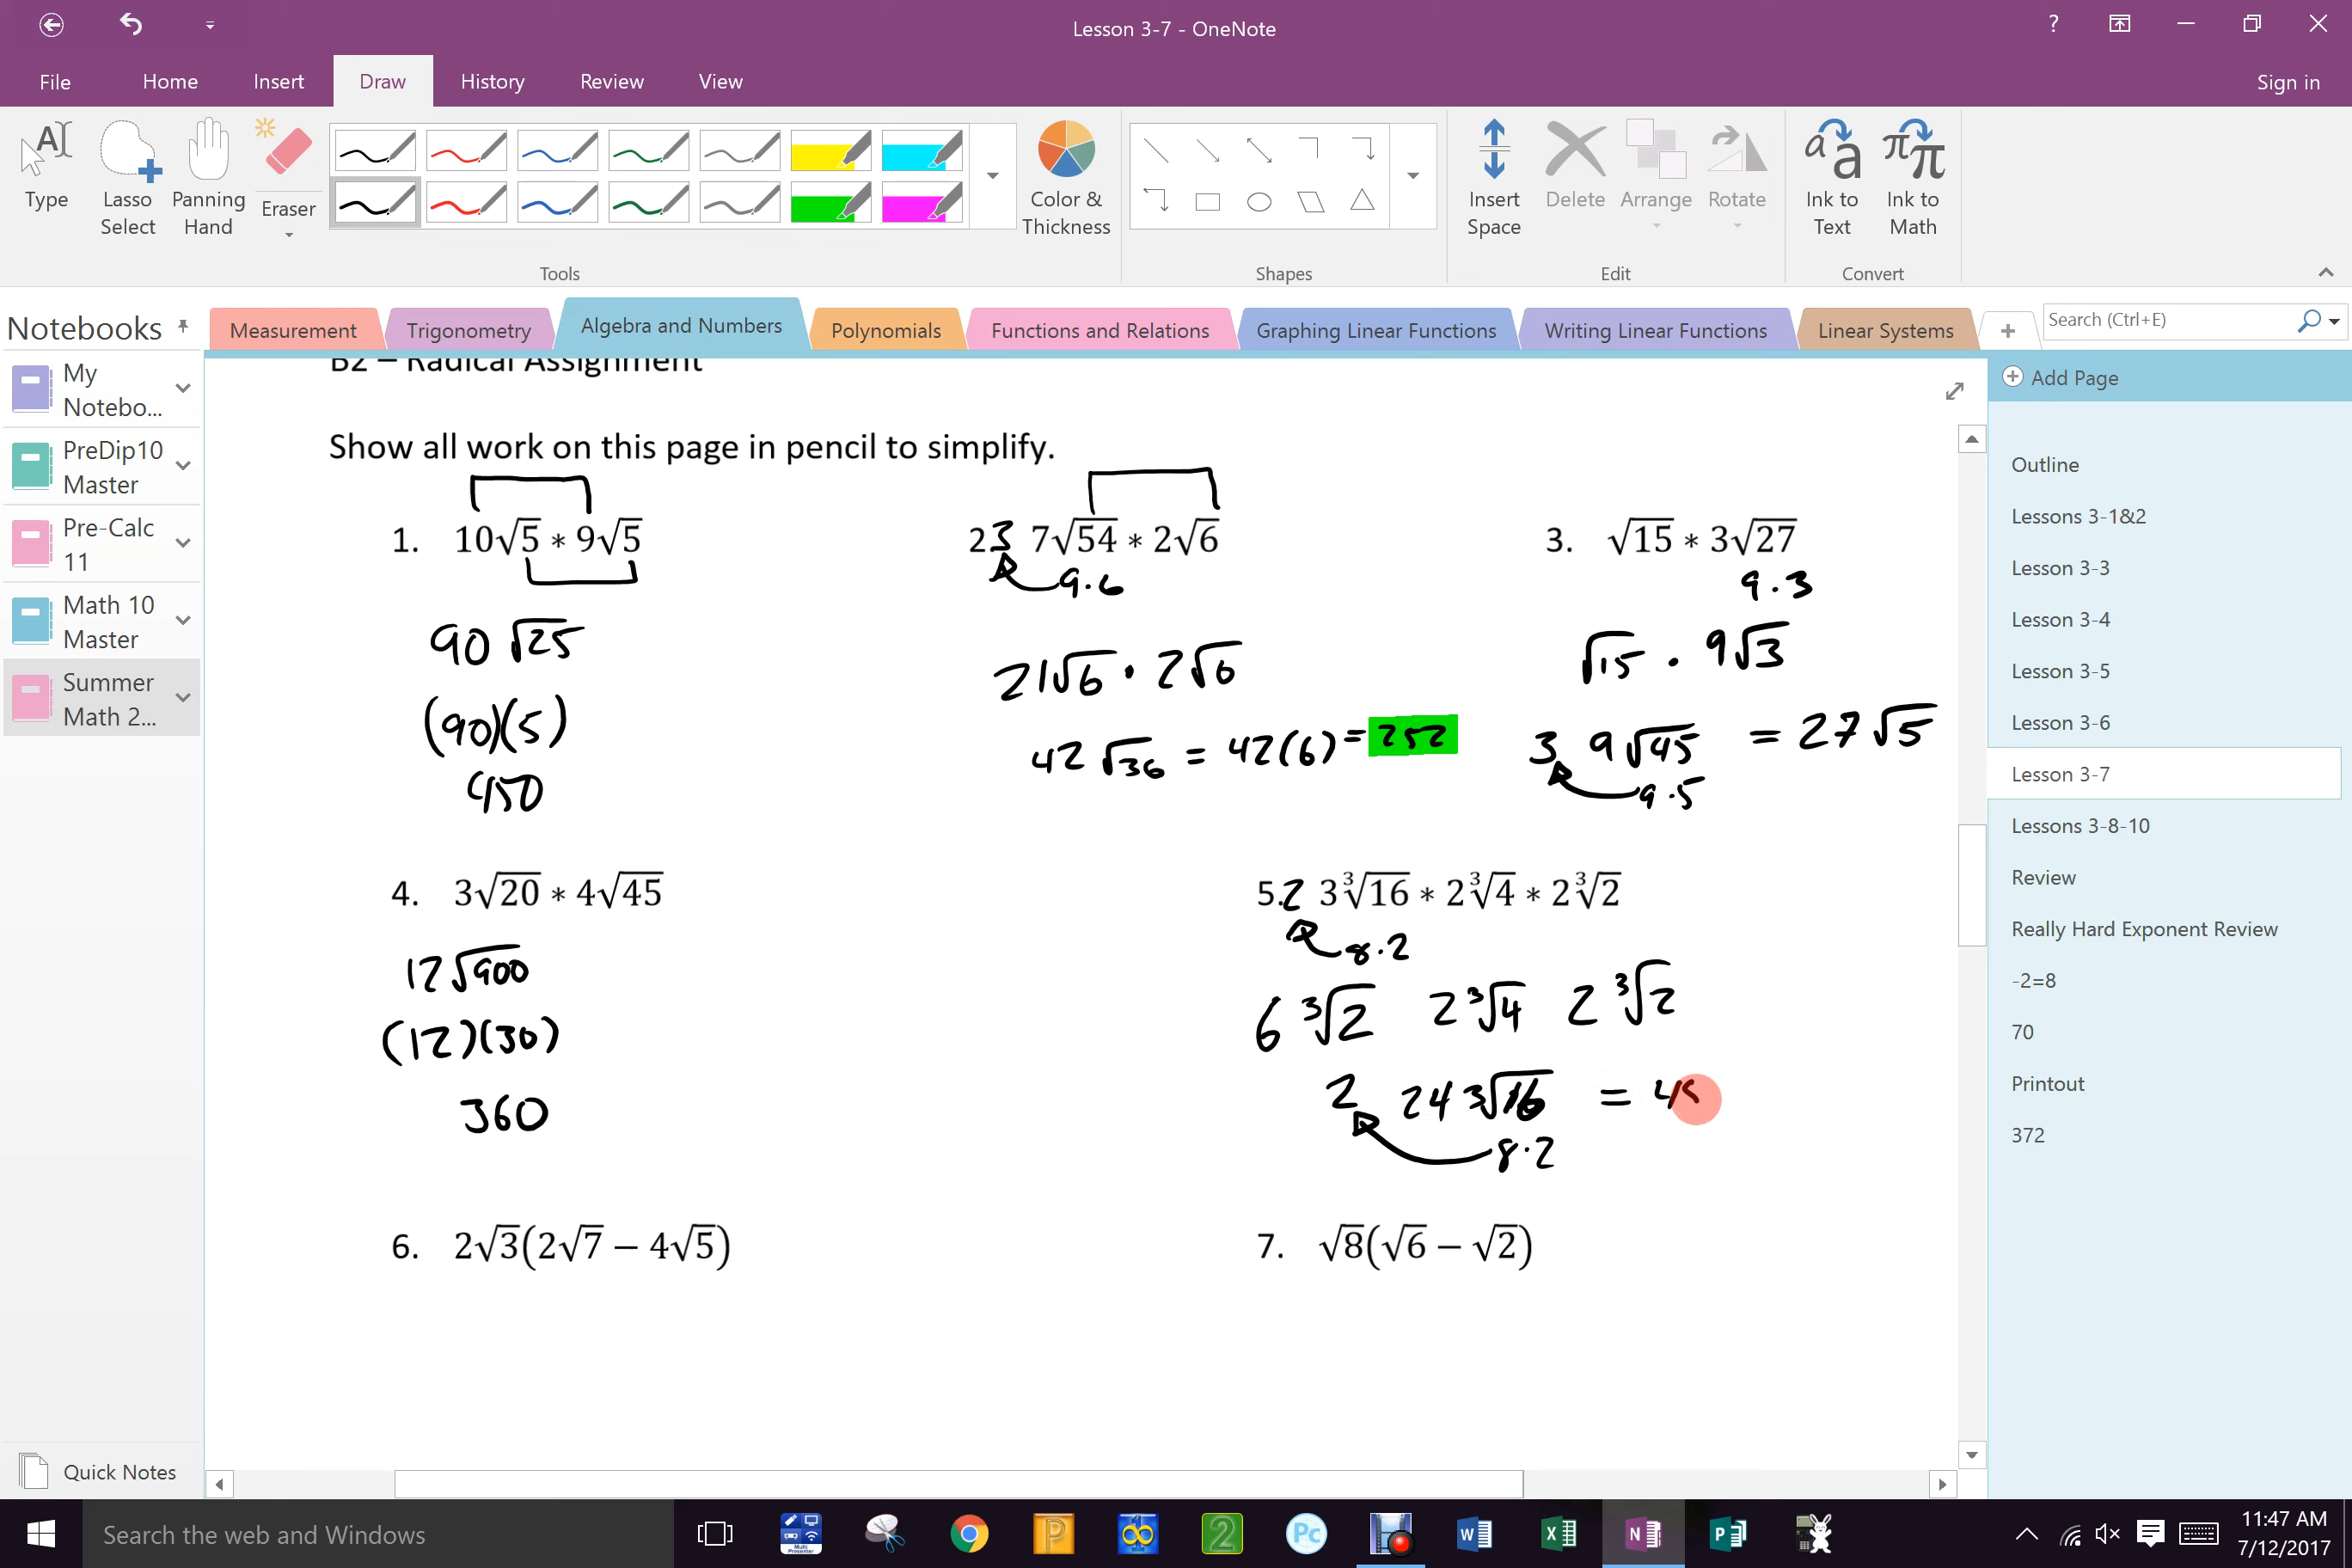 Lesson 3-7 - OneNote
File Home Insert Draw History Review View Sign in
Type Lasso Select Panning Hand Eraser Color & Thickness Insert Space Delete Arrange Rotate Ink to Text Ink to Math
Tools Shapes Edit Convert
Notebooks
Measurement Trigonometry Algebra and Numbers Polynomials Functions and Relations Graphing Linear Functions Writing Linear Functions Linear Systems Search (Ctrl+E)
My Notebo...
PreDip10 Master
Pre-Calc 11
Math 10 Master
Summer Math 2...
Quick Notes
B2 – Radical Assignment
Show all work on this page in pencil to simplify.
1. 10√5 * 9√5
90 √25
(90)(5)
450
2 3 7√54 * 2√6
9.6
21√6 · 2√6
42 √36 = 42(6) = 252
3. √15 * 3√27
9.3
√15 · 9√3
3 9√45 = 27√5
9.5
4. 3√20 * 4√45
12√900
(12)(30)
360
5. 2 3∛16 * 2∛4 * 2∛2
8·2
6 ∛2 2∛4 2 ∛2
2 24 ∛16 = 4
8·2
6. 2√3(2√7 − 4√5)
7. √8(√6 − √2)
Add Page
Outline
Lessons 3-1&2
Lesson 3-3
Lesson 3-4
Lesson 3-5
Lesson 3-6
Lesson 3-7
Lessons 3-8-10
Review
Really Hard Exponent Review
-2=8
70
Printout
372
Search the web and Windows
11:47 AM
7/12/2017